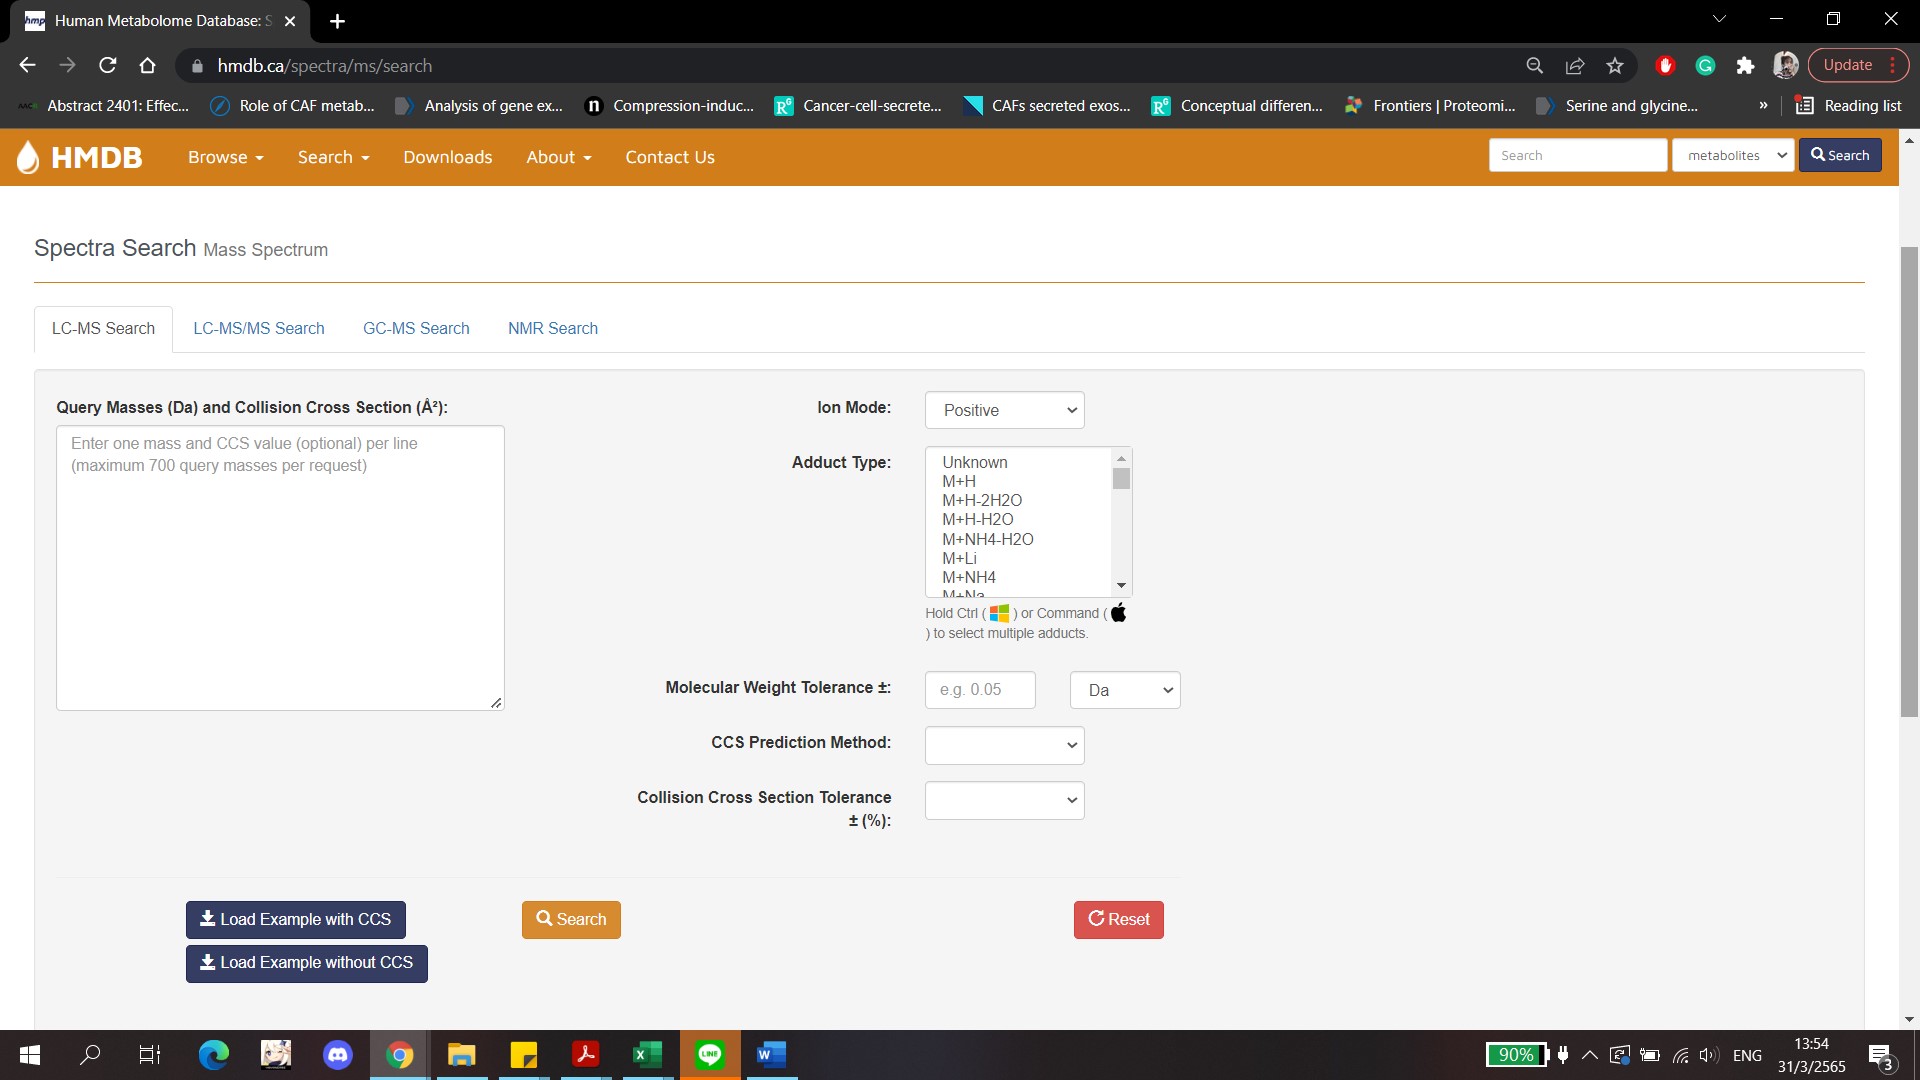 Human Metabolome Database: S
hmdb.ca/spectra/ms/search
Update
Abstract 2401: Effec...
Role of CAF metab...
Analysis of gene ex...
Compression-induc...
Cancer-cell-secrete...
CAFs secreted exos...
Conceptual differen...
Frontiers | Proteomi...
Serine and glycine...
»
Reading list
HMDB
Browse
Search
Downloads
About
Contact Us
Search
metabolites
Search
Spectra Search Mass Spectrum
LC-MS Search
LC-MS/MS Search
GC-MS Search
NMR Search
Query Masses (Da) and Collision Cross Section (Å²):
Enter one mass and CCS value (optional) per line
(maximum 700 query masses per request)
Ion Mode:
Positive
Adduct Type:
Unknown
M+H
M+H-2H2O
M+H-H2O
M+NH4-H2O
M+Li
M+NH4
M+Na
Hold Ctrl ( ) or Command (
) to select multiple adducts.
Molecular Weight Tolerance ±:
e.g. 0.05
Da
CCS Prediction Method:
Collision Cross Section Tolerance
± (%):
Load Example with CCS
Load Example without CCS
Search
Reset
90%
ENG
13:54
31/3/2565
3